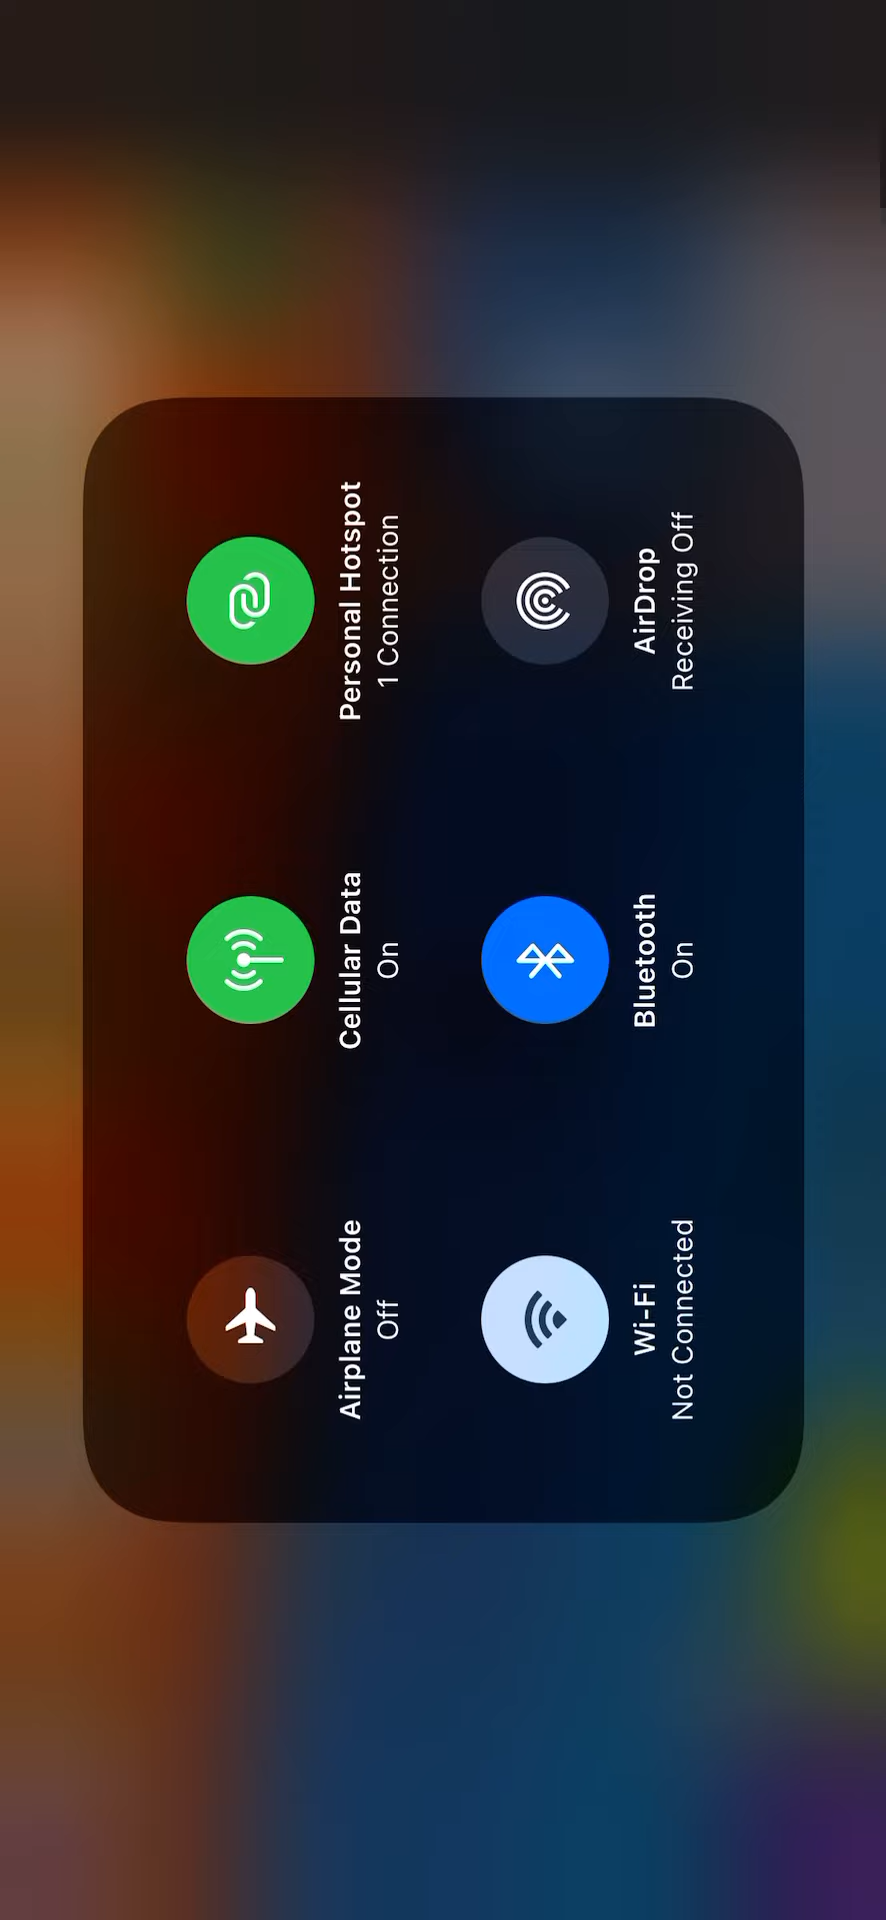 Airplane Mode
Off
Cellular Data
On
Personal Hotspot
1 Connection
Wi-Fi
Not Connected
Bluetooth
On
AirDrop
Receiving Off